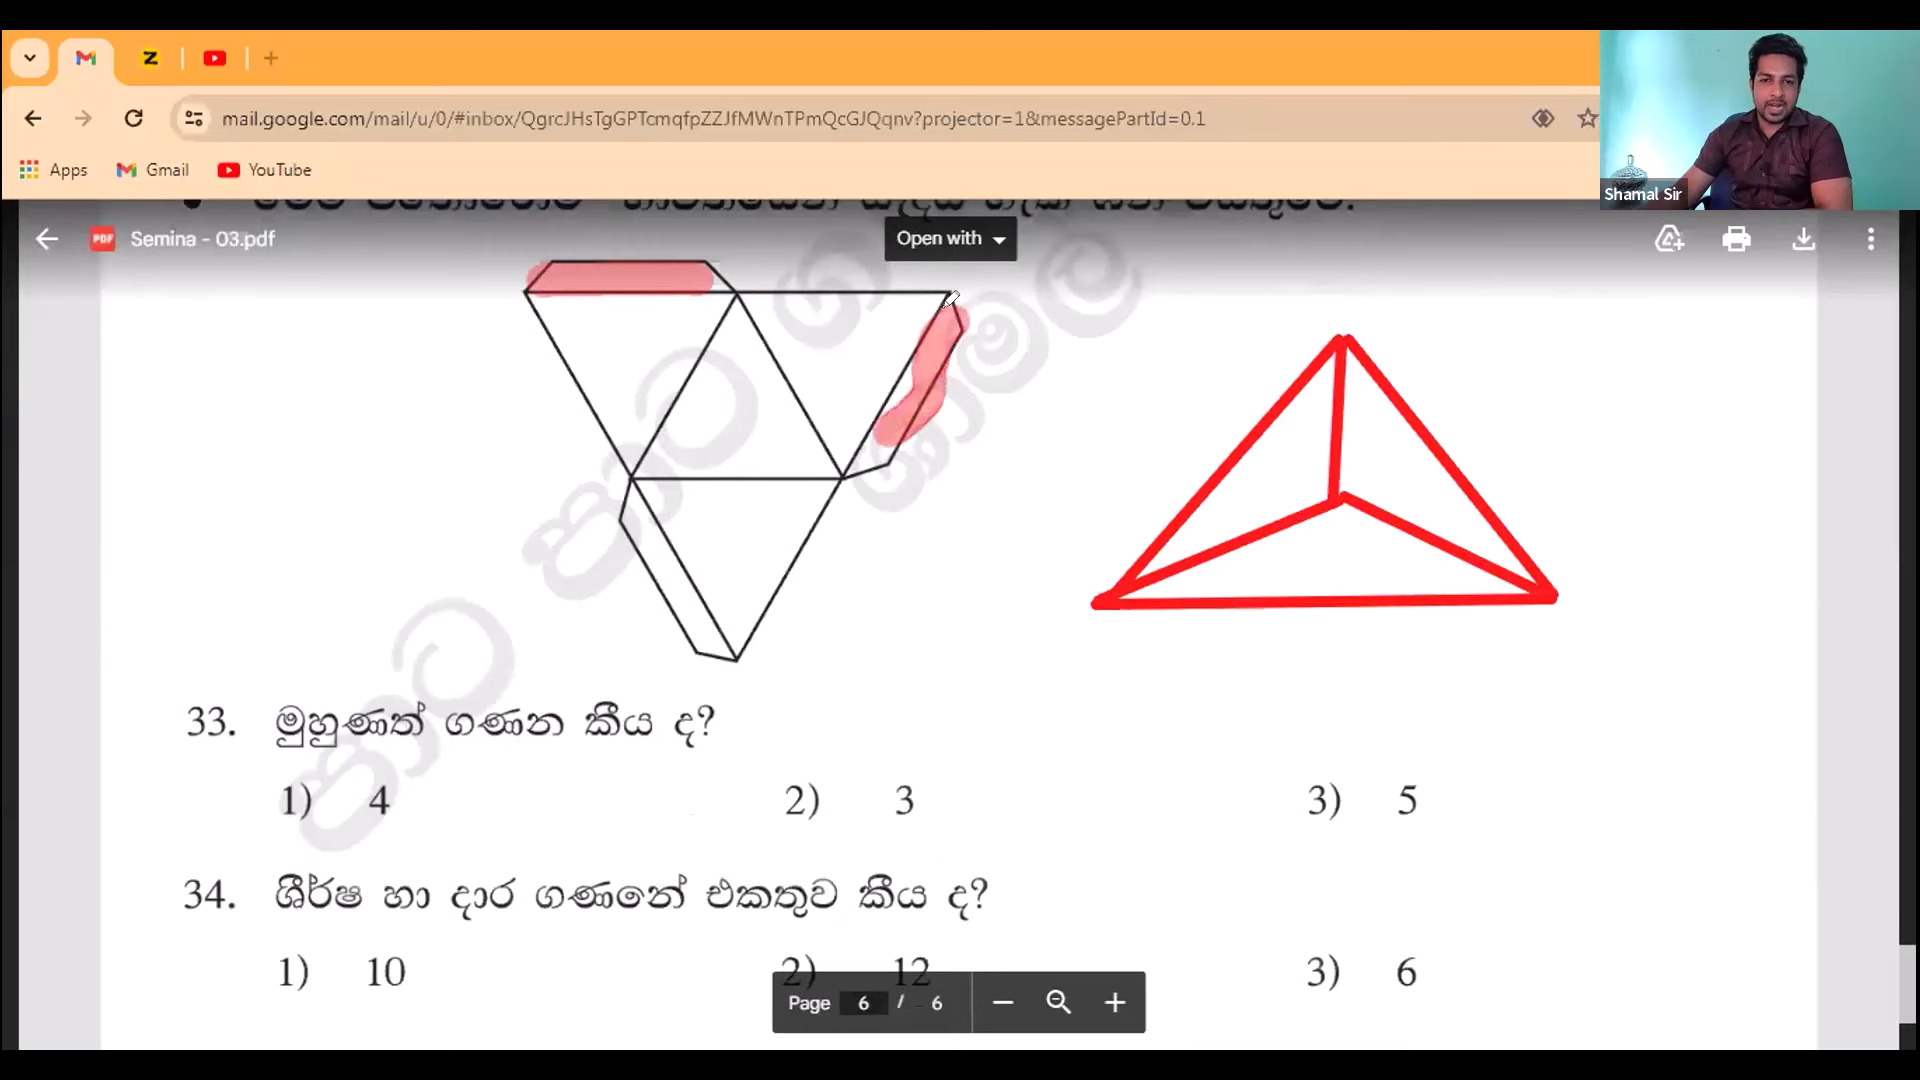 mail.google.com/mail/u/0/#inbox/QgrcJHsTgGPTcmqfpZZJfMWnTPmQcGJQqnv?projector=1&messagePartId=0.1
Apps Gmail YouTube
Shamal Sir
PDF Semina - 03.pdf
Open with
33. මුහුණත් ගණන කීය ද?
1) 4 2) 3 3) 5
34. ශීර්ෂ හා දාර ගණනේ එකතුව කීය ද?
1) 10 2) 12 3) 6
Page 6 / 6